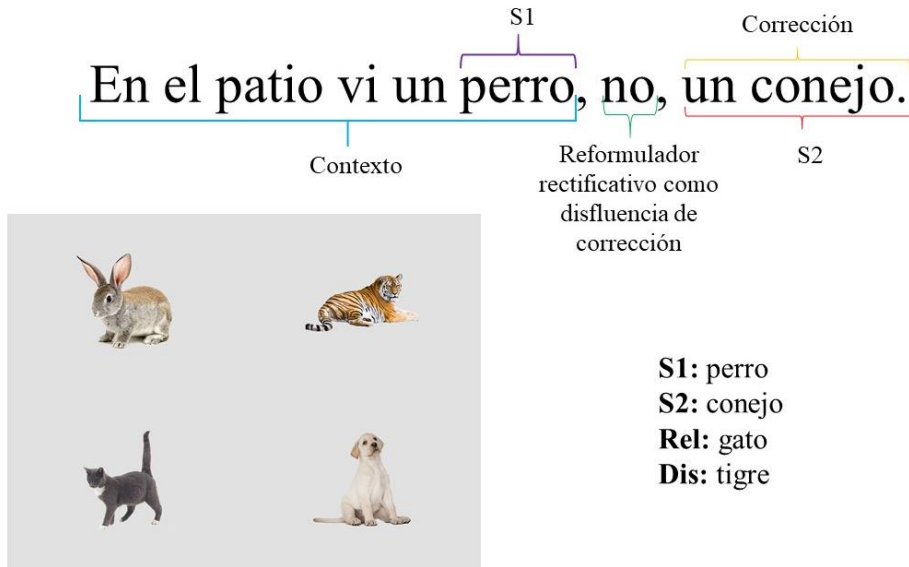 S1
Corrección
En el patio vi un perro, no, un conejo.
Contexto
Reformulador
rectificativo como
disfluencia de
corrección
S2
S1: perro
S2: conejo
Rel: gato
Dis: tigre